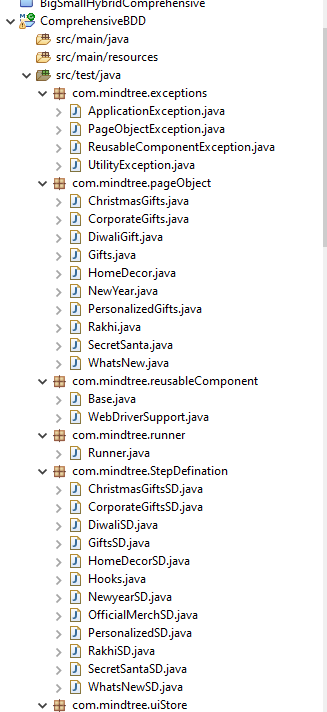 BigSmallHybridComprehensive
ComprehensiveBDD
src/main/java
src/main/resources
src/test/java
com.mindtree.exceptions
ApplicationException.java
PageObjectException.java
ReusableComponentException.java
UtilityException.java
com.mindtree.pageObject
ChristmasGifts.java
CorporateGifts.java
DiwaliGift.java
Gifts.java
HomeDecor.java
NewYear.java
PersonalizedGifts.java
Rakhi.java
SecretSanta.java
WhatsNew.java
com.mindtree.reusableComponent
Base.java
WebDriverSupport.java
com.mindtree.runner
Runner.java
com.mindtree.StepDefination
ChristmasGiftsSD.java
CorporateGiftsSD.java
DiwaliSD.java
GiftsSD.java
HomeDecorSD.java
Hooks.java
NewyearSD.java
OfficialMerchSD.java
PersonalizedSD.java
RakhiSD.java
SecretSantaSD.java
WhatsNewSD.java
com.mindtree.uiStore